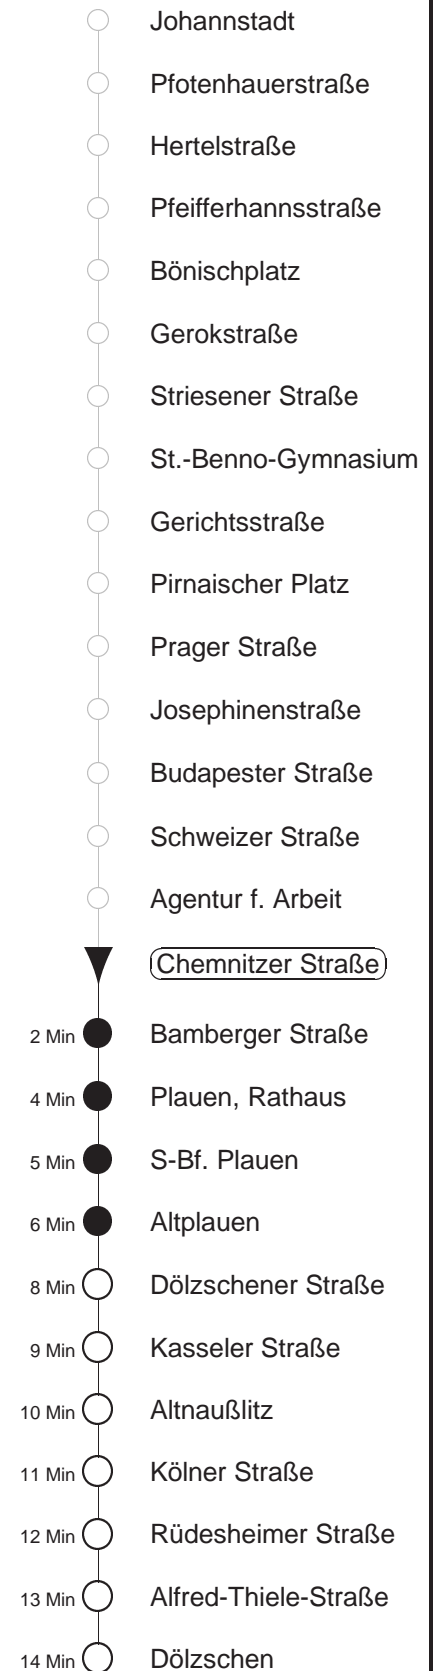 Johannstadt
Pfotenhauerstraße
Hertelstraße
Pfeifferhannsstraße
Bönischplatz
Gerokstraße
Striesener Straße
St.-Benno-Gymnasium
Gerichtsstraße
Pirnaischer Platz
Prager Straße
Josephinenstraße
Budapester Straße
Schweizer Straße
Agentur f. Arbeit
Chemnitzer Straße
2 Min Bamberger Straße
4 Min Plauen, Rathaus
5 Min S-Bf. Plauen
6 Min Altplauen
8 Min Dölzschener Straße
9 Min Kasseler Straße
10 Min Altnaußlitz
11 Min Kölner Straße
12 Min Rüdesheimer Straße
13 Min Alfred-Thiele-Straße
14 Min Dölzschen